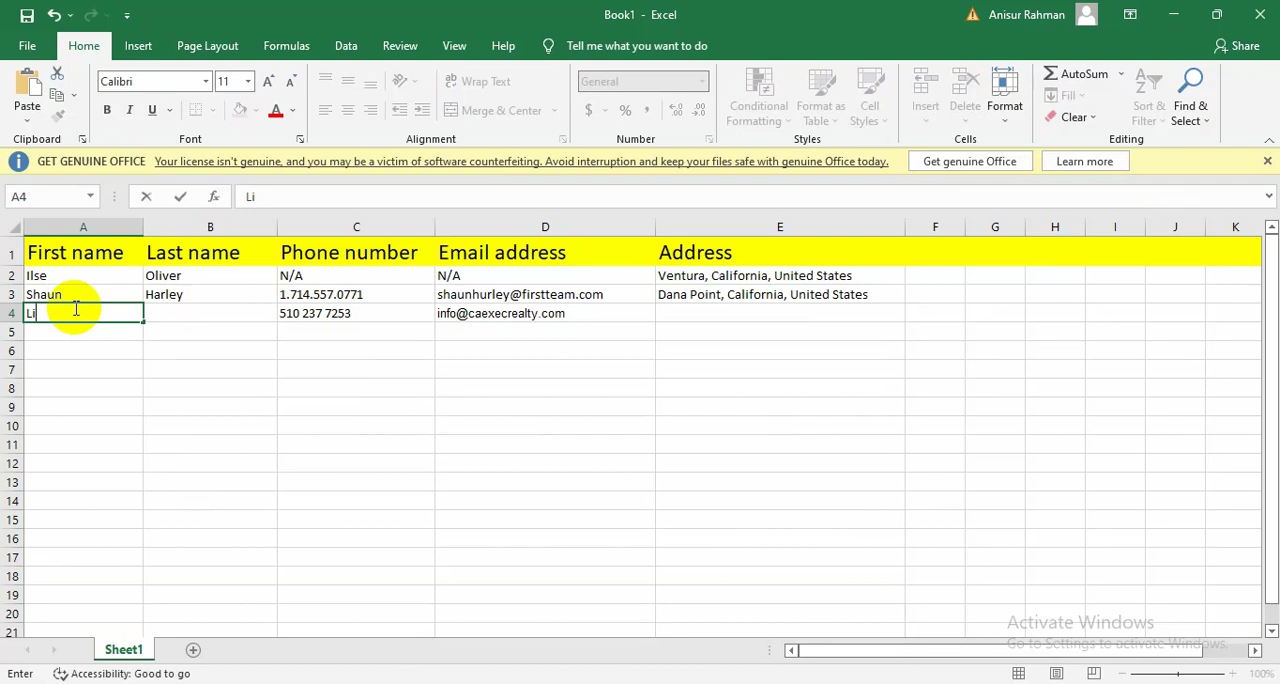 Book1 - Excel
Anisur Rahman
File Home Insert Page Layout Formulas Data Review View Help Tell me what you want to do Share
Paste
Calibri 11
B I U A
Wrap Text
Merge & Center
General
$ % ,
Conditional Formatting
Format as Table
Cell Styles
Insert Delete Format
AutoSum
Fill
Clear
Sort & Filter
Find & Select
Clipboard Font Alignment Number Styles Cells Editing
GET GENUINE OFFICE Your license isn't genuine, and you may be a victim of software counterfeiting. Avoid interruption and keep your files safe with genuine Office today. Get genuine Office Learn more
A4 fx Li
A B C D E F G H I J K
1 First name Last name Phone number Email address Address
2 Ilse Oliver N/A N/A Ventura, California, United States
3 Shaun Harley 1.714.557.0771 shaunhurley@firstteam.com Dana Point, California, United States
4 Li 510 237 7253 info@caexecrealty.com
5
6
7
8
9
10
11
12
13
14
15
16
17
18
19
20
21
Activate Windows
Go to Settings to activate Windows.
Sheet1
Enter Accessibility: Good to go 100%